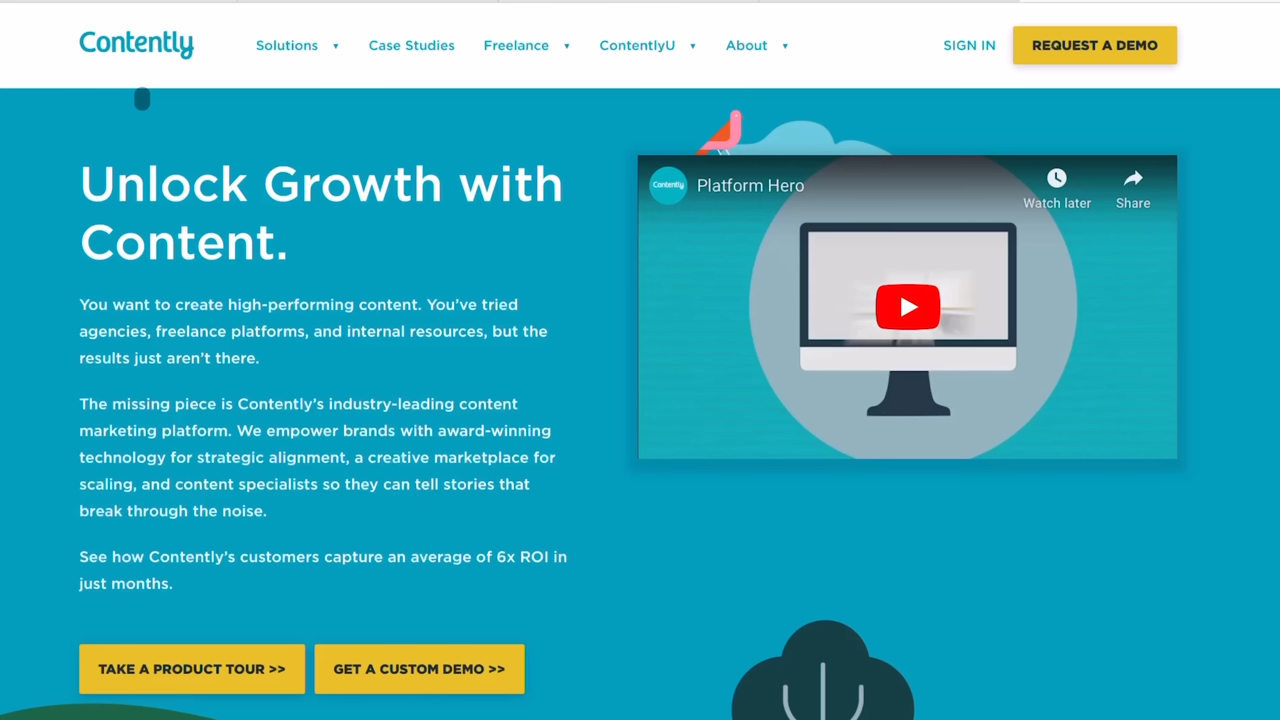 Contently
Solutions ▼
Case Studies
Freelance ▼
ContentlyU ▼
About ▼
SIGN IN
REQUEST A DEMO
Unlock Growth with
Content.
You want to create high-performing content. You’ve tried
agencies, freelance platforms, and internal resources, but the
results just aren’t there.
The missing piece is Contently’s industry-leading content
marketing platform. We empower brands with award-winning
technology for strategic alignment, a creative marketplace for
scaling, and content specialists so they can tell stories that
break through the noise.
See how Contently’s customers capture an average of 6x ROI in
just months.
TAKE A PRODUCT TOUR >>
GET A CUSTOM DEMO >>
Contently
Platform Hero
Watch later
Share